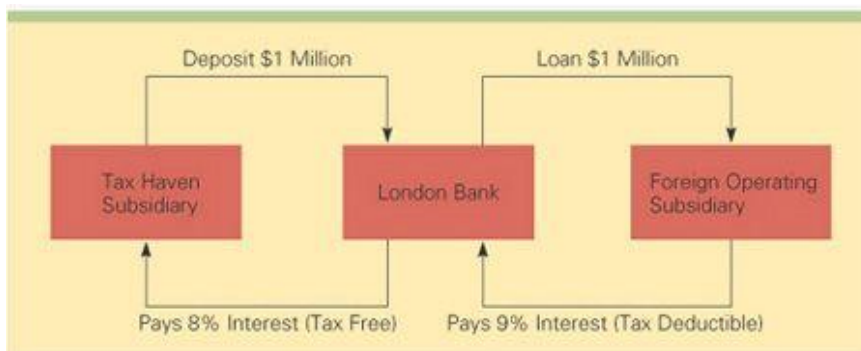 Deposit $1 Million
Loan $1 Million
Tax Haven
Subsidiary
London Bank
Foreign Operating
Subsidiary
Pays 8% Interest (Tax Free)
Pays 9% Interest (Tax Deductible)